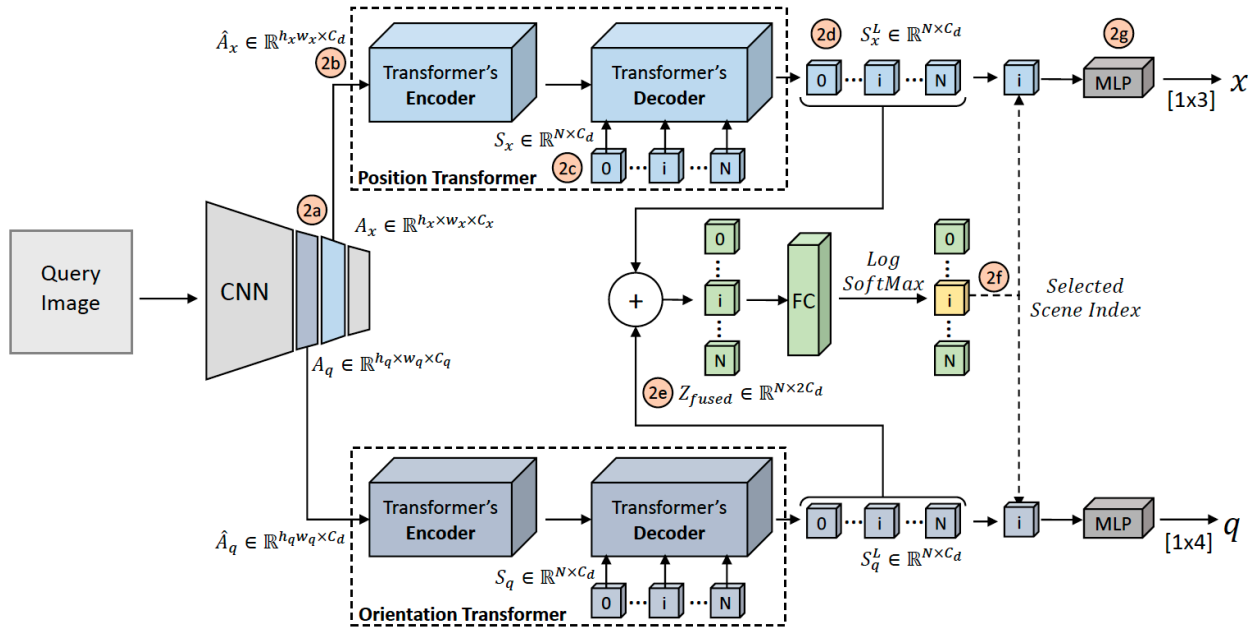 Â_x ∈ ℝ^{h_x w_x × C_d}
2b
Transformer's
Encoder
Transformer's
Decoder
S_x ∈ ℝ^{N×C_d}
2c
0 ... i ... N
Position Transformer
2d
S_x^L ∈ ℝ^{N×C_d}
0 ... i ... N
i
2g
MLP
[1x3]
x
Query
Image
CNN
2a
A_x ∈ ℝ^{h_x×w_x×C_x}
A_q ∈ ℝ^{h_q×w_q×C_q}
+
0
i
N
FC
Log
SoftMax
0
i
N
2f
Selected
Scene Index
2e
Z_{fused} ∈ ℝ^{N×2C_d}
Â_q ∈ ℝ^{h_q w_q × C_d}
Transformer's
Encoder
Transformer's
Decoder
S_q ∈ ℝ^{N×C_d}
0 ... i ... N
Orientation Transformer
0 ... i ... N
S_q^L ∈ ℝ^{N×C_d}
i
MLP
[1x4]
q